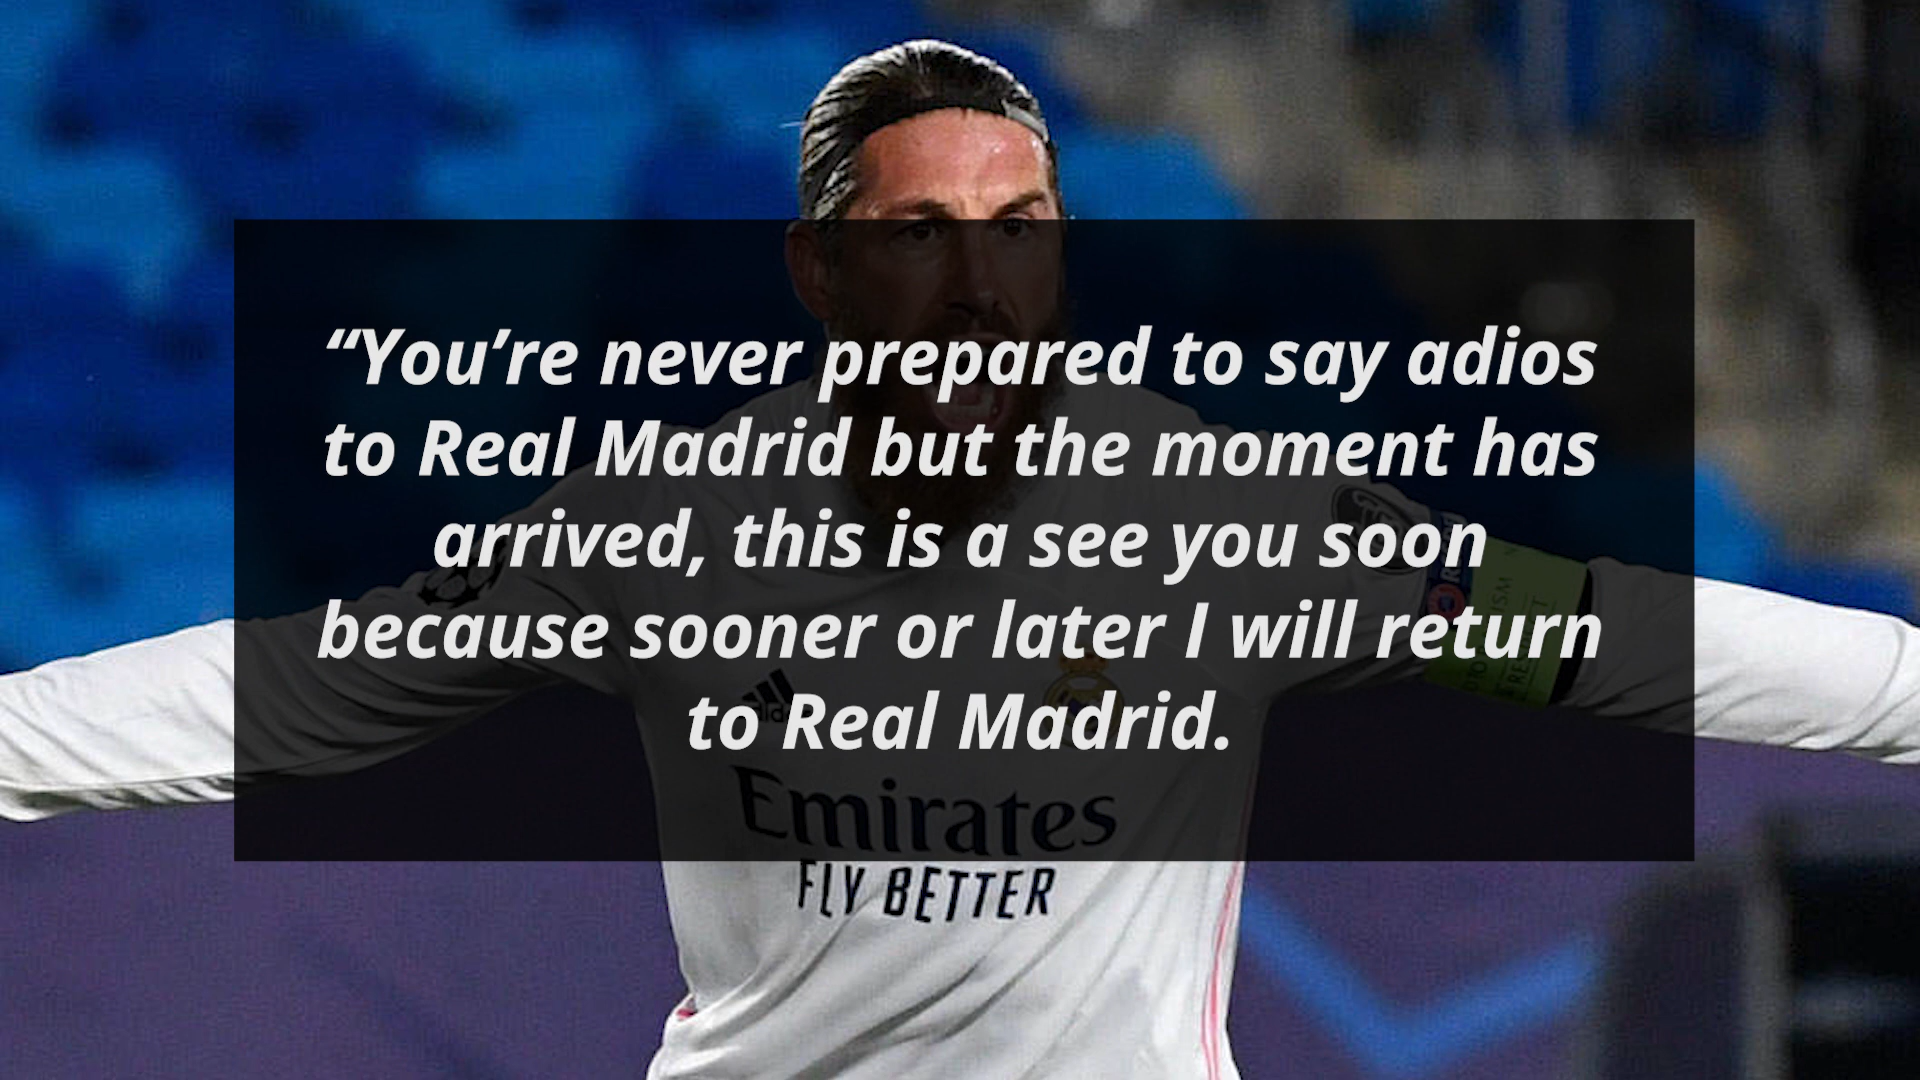 “You’re never prepared to say adios
to Real Madrid but the moment has
arrived, this is a see you soon
because sooner or later I will return
to Real Madrid.
Emirates
FLY BETTER